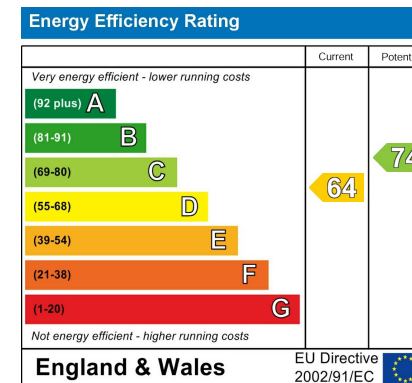 Energy Efficiency Rating
Current Potent
Very energy efficient - lower running costs
(92 plus) A
(81-91) B
(69-80) C
(55-68) D
(39-54) E
(21-38) F
(1-20) G
64
74
Not energy efficient - higher running costs
England & Wales
EU Directive
2002/91/EC